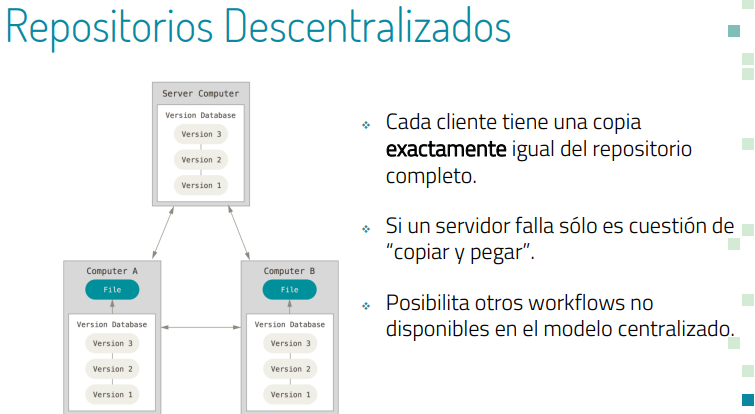 Repositorios Descentralizados
Server Computer
Version Database
Version 3
Version 2
Version 1
Computer A
File
Version Database
Version 3
Version 2
Version 1
Computer B
File
Version Database
Version 3
Version 2
Version 1
Cada cliente tiene una copia
exactamente igual del repositorio
completo.
Si un servidor falla sólo es cuestión de
“copiar y pegar”.
Posibilita otros workflows no
disponibles en el modelo centralizado.